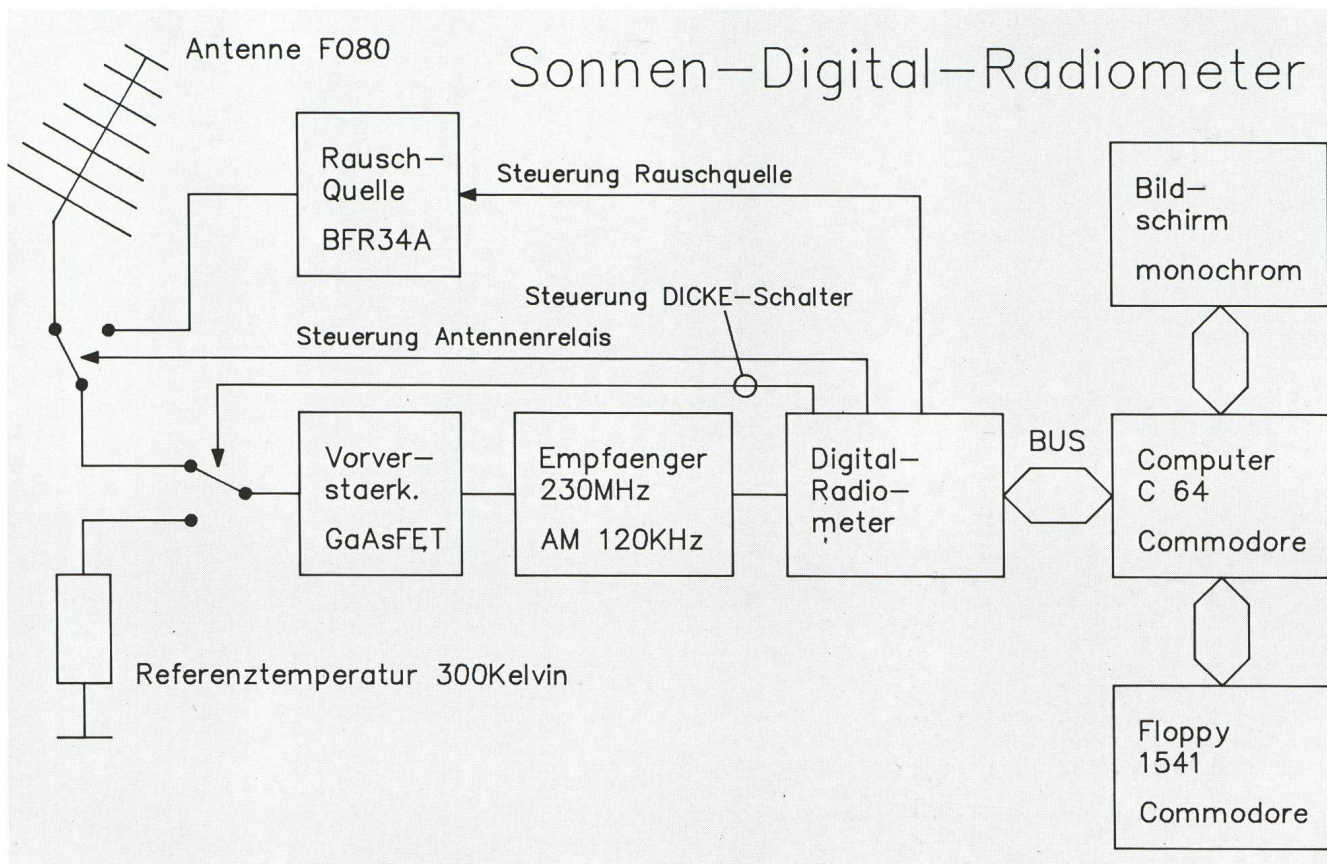 Antenne FO80
Sonnen-Digital-Radiometer
Rausch-
Quelle
BFR34A
Steuerung Rauschquelle
Bild-
schirm
monochrom
Steuerung DICKE-Schalter
Steuerung Antennenrelais
Vorver-
staerk.
GaAsFET
Empfaenger
230MHz
AM 120KHz
Digital-
Radio-
meter
BUS
Computer
C 64
Commodore
Referenztemperatur 300Kelvin
Floppy
1541
Commodore